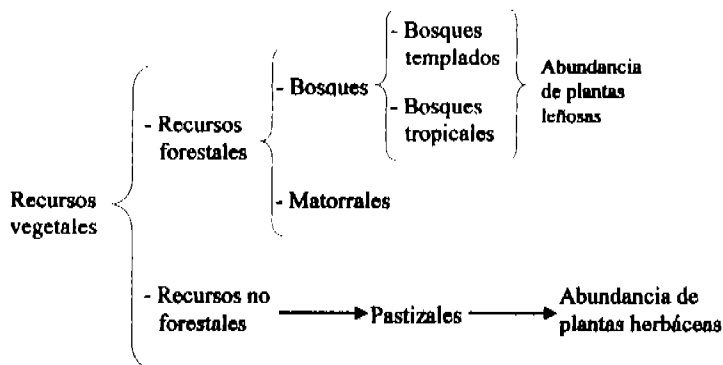 Recursos
vegetales
- Recursos
forestales
- Bosques
- Bosques
templados
- Bosques
tropicales
Abundancia
de plantas
leñosas
- Matorrales
- Recursos no
forestales
Pastizales
Abundancia de
plantas herbáceas